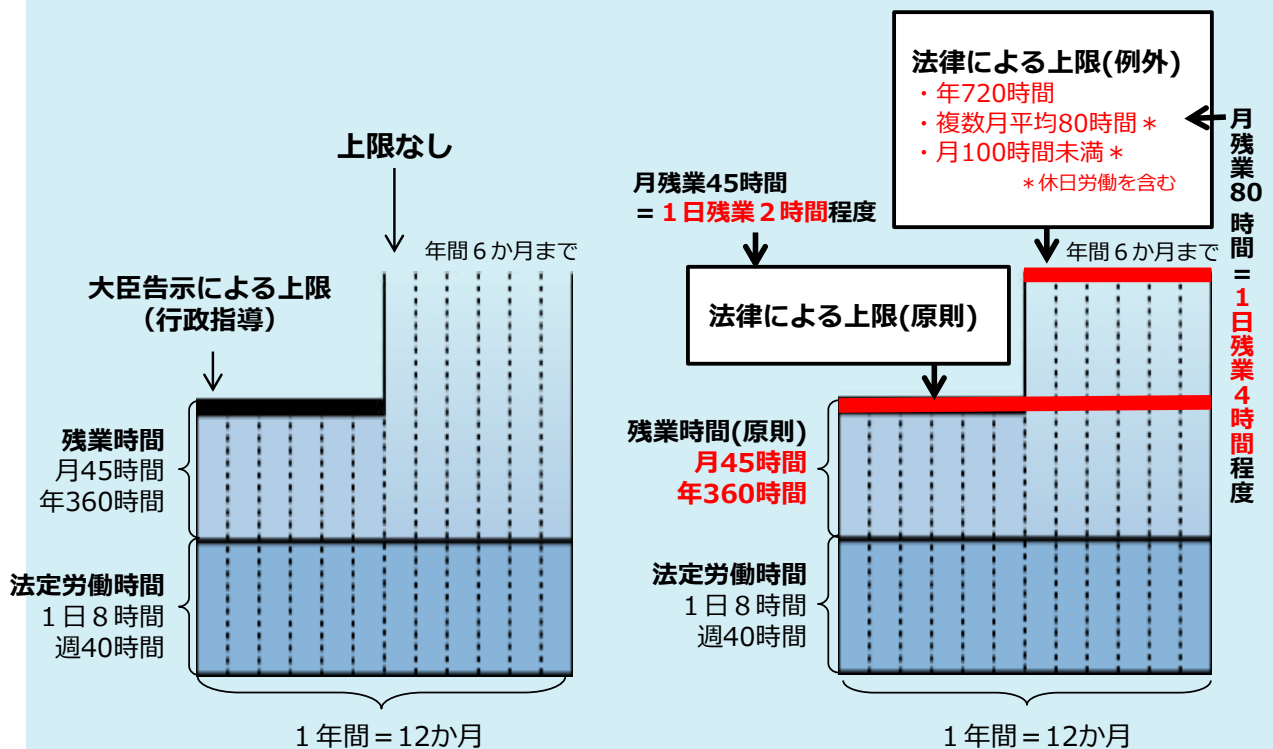 上限なし
年間６か月まで
大臣告示による上限
（行政指導）
残業時間
月45時間
年360時間
法定労働時間
１日８時間
週40時間
１年間＝12か月
法律による上限(例外)
・年720時間
・複数月平均80時間＊
・月100時間未満＊
＊休日労働を含む
月残業80時間＝１日残業４時間程度
月残業45時間
＝１日残業２時間程度
年間６か月まで
法律による上限(原則)
残業時間(原則)
月45時間
年360時間
法定労働時間
１日８時間
週40時間
１年間＝12か月